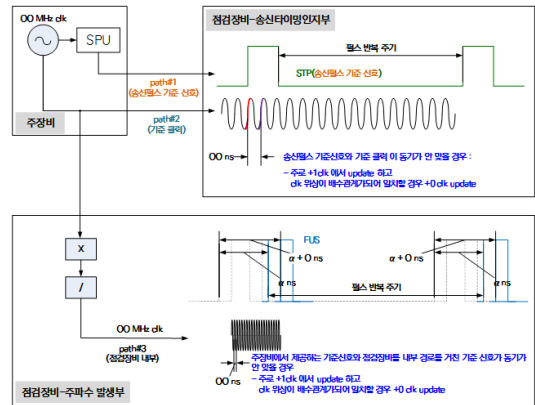 OO MHz clk
SPU
주장비
path#1
(송신펄스 기준 신호)
path#2
(기준 클럭)
점검장비-송신타이밍인지부
펄스 반복 주기
STP(송신펄스 기준 신호)
OO ns
송신펄스 기준신호와 기준 클럭 이 동기가 안 맞을 경우 :
- 주로 +1clk 에서 update 하고
clk 위상이 배수관계가되어 일치할 경우 +0 clk update
X
/
OO MHz clk
path#3
(점검장비 내부)
점검장비-주파수 발생부
FUS
α + O ns
α ns
α + O ns
α ns
펄스 반복 주기
OO ns
주장비에서 제공하는 기준신호와 점검장비를 내부 경로를 거친 기준 신호가 동기가
안 맞을 경우
- 주로 +1clk 에서 update 하고
clk 위상이 배수관계가되어 일치할 경우 +0 clk update